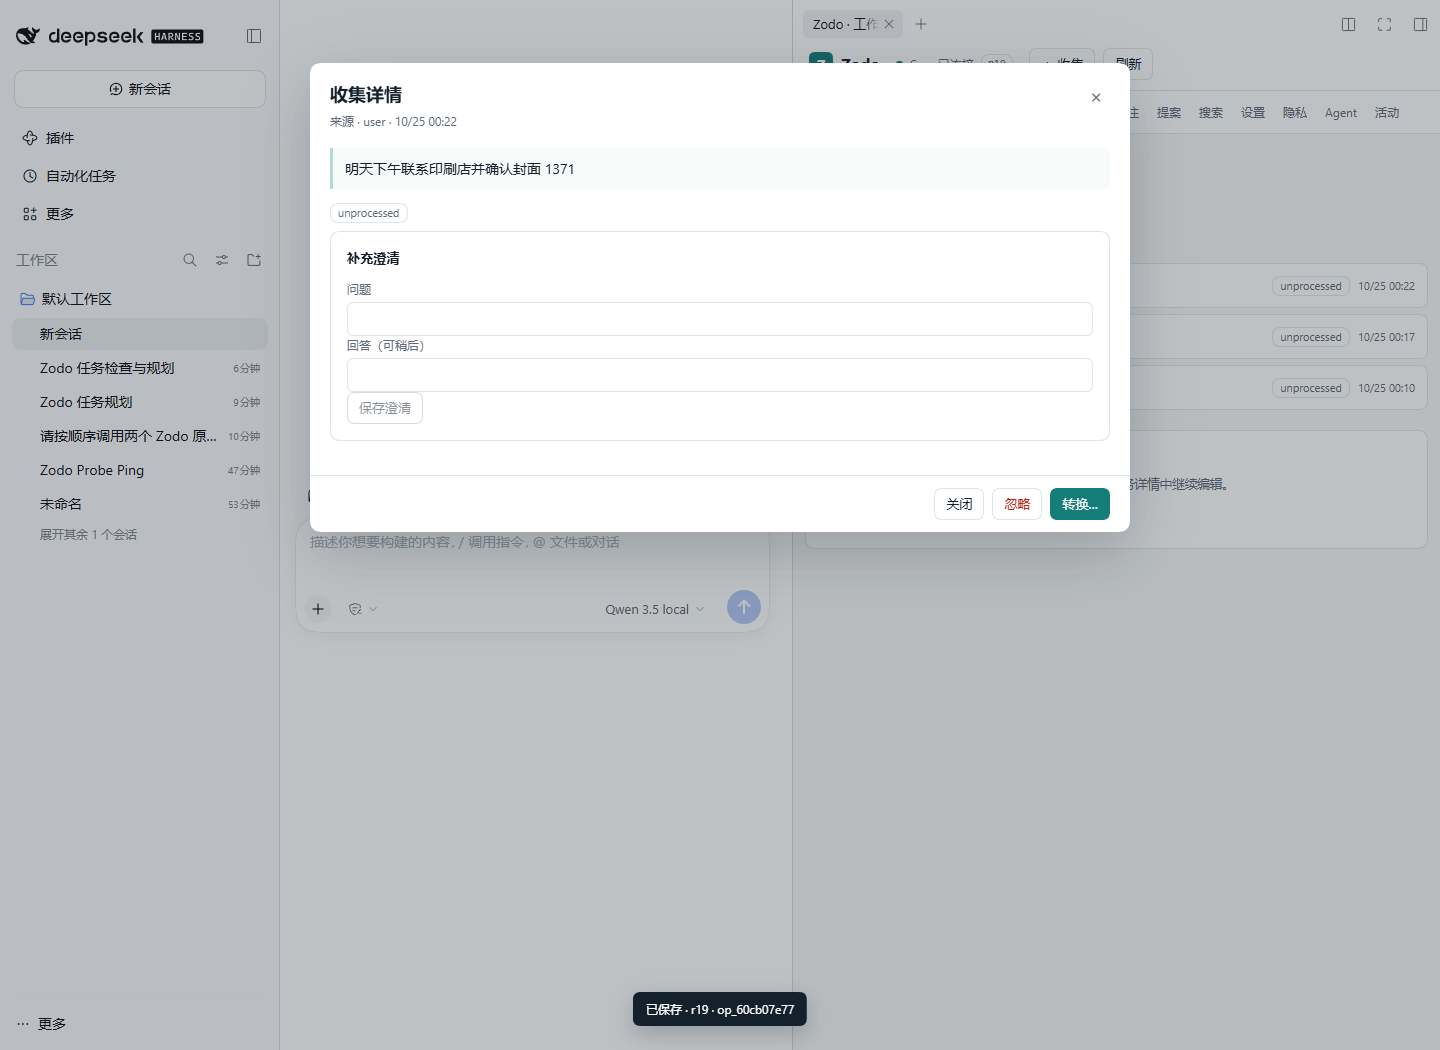 deepseek HARNESS
新会话
插件
自动化任务
更多
工作区
默认工作区
新会话
Zodo 任务检查与规划 6分钟
Zodo 任务规划 9分钟
请按顺序调用两个 Zodo 原... 10分钟
Zodo Probe Ping 47分钟
未命名 53分钟
展开其余 1 个会话
更多
收集详情
来源 · user · 10/25 00:22
明天下午联系印刷店并确认封面 1371
unprocessed
补充澄清
问题
回答（可稍后）
保存澄清
关闭
忽略
转换...
描述你想要构建的内容, / 调用指令, @ 文件或对话
Qwen 3.5 local
Zodo · 工作
提案
搜索
设置
隐私
Agent
活动
unprocessed 10/25 00:22
unprocessed 10/25 00:17
unprocessed 10/25 00:10
详情中继续编辑。
已保存 · r19 · op_60cb07e77